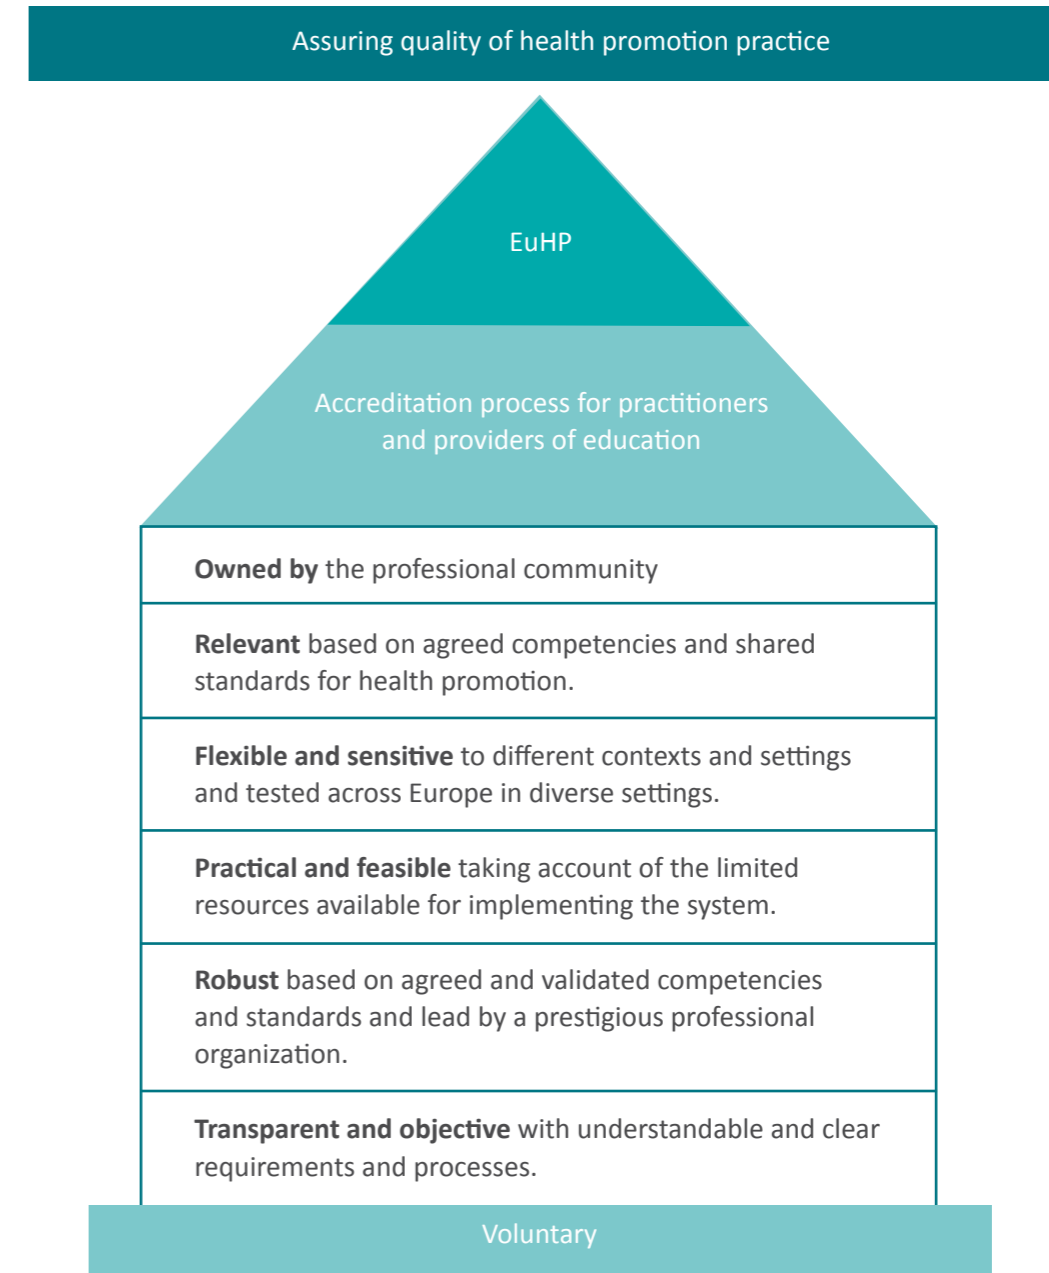 Assuring quality of health promotion practice
EuHP
Accreditation process for practitioners
and providers of education
Owned by the professional community
Relevant based on agreed competencies and shared
standards for health promotion.
Flexible and sensitive to different contexts and settings
and tested across Europe in diverse settings.
Practical and feasible taking account of the limited
resources available for implementing the system.
Robust based on agreed and validated competencies
and standards and lead by a prestigious professional
organization.
Transparent and objective with understandable and clear
requirements and processes.
Voluntary